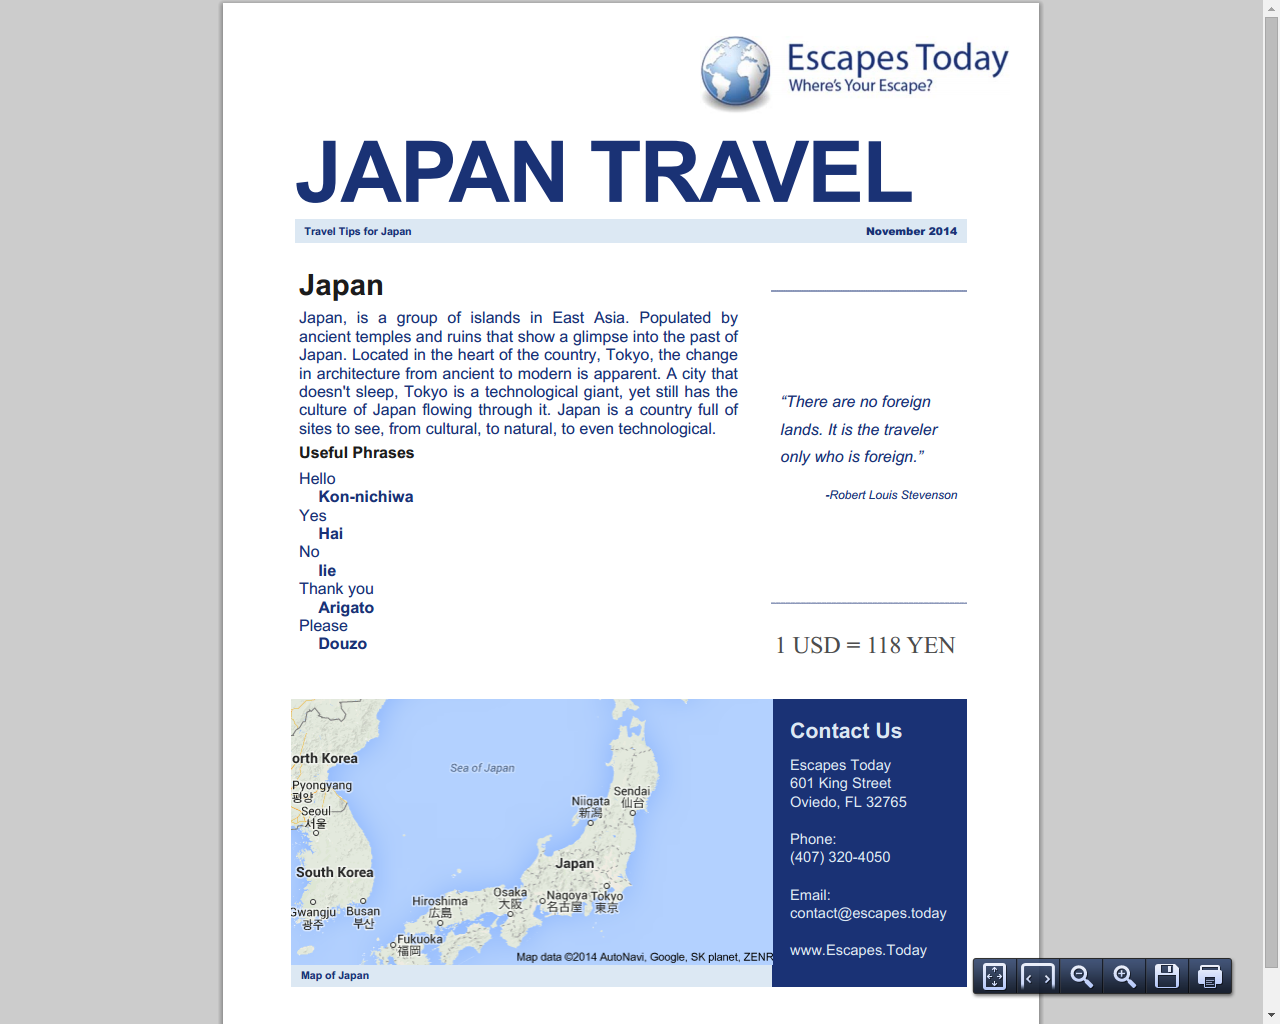 Escapes Today
Where's Your Escape?
JAPAN TRAVEL
Travel Tips for Japan
November 2014
Japan
Japan, is a group of islands in East Asia. Populated by
ancient temples and ruins that show a glimpse into the past of
Japan. Located in the heart of the country, Tokyo, the change
in architecture from ancient to modern is apparent. A city that
doesn't sleep, Tokyo is a technological giant, yet still has the
culture of Japan flowing through it. Japan is a country full of
sites to see, from cultural, to natural, to even technological.
Useful Phrases
Hello
Kon-nichiwa
Yes
Hai
No
Iie
Thank you
Arigato
Please
Douzo
“There are no foreign
lands. It is the traveler
only who is foreign.”
-Robert Louis Stevenson
1 USD = 118 YEN
orth Korea
Pyongyang
평양
Seoul
서울
South Korea
Gwangju
광주
Busan
부산
Sea of Japan
Sendai
仙台
Niigata
新潟
Japan
Osaka
大阪
Nagoya
名古屋
Tokyo
東京
Hiroshima
広島
Fukuoka
福岡
Map data ©2014 AutoNavi, Google, SK planet, ZENR
Map of Japan
Contact Us
Escapes Today
601 King Street
Oviedo, FL 32765
Phone:
(407) 320-4050
Email:
contact@escapes.today
www.Escapes.Today